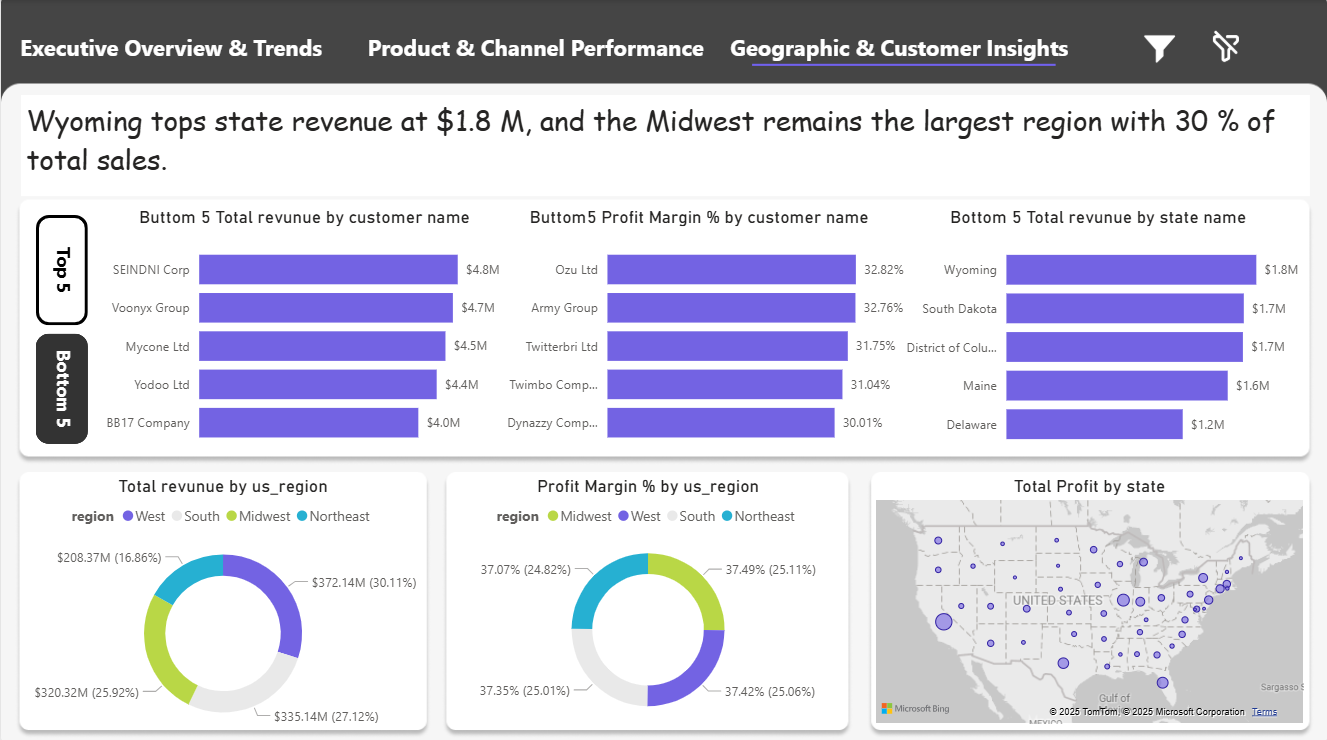 Executive Overview & Trends
Product & Channel Performance
Geographic & Customer Insights
Wyoming tops state revenue at $1.8 M, and the Midwest remains the largest region with 30 % of
total sales.
Top 5
Bottom 5
Buttom 5 Total revunue by customer name
SEINDNI Corp
$4.8M
Voonyx Group
$4.7M
Mycone Ltd
$4.5M
Yodoo Ltd
$4.4M
BB17 Company
$4.0M
Buttom5 Profit Margin % by customer name
Ozu Ltd
32.82%
Army Group
32.76%
Twitterbri Ltd
31.75%
Twimbo Comp...
31.04%
Dynazzy Comp...
30.01%
Bottom 5 Total revunue by state name
Wyoming
$1.8M
South Dakota
$1.7M
District of Colu...
$1.7M
Maine
$1.6M
Delaware
$1.2M
Total revunue by us_region
region West South Midwest Northeast
$208.37M (16.86%)
$372.14M (30.11%)
$320.32M (25.92%)
$335.14M (27.12%)
Profit Margin % by us_region
region Midwest West South Northeast
37.07% (24.82%)
37.49% (25.11%)
37.35% (25.01%)
37.42% (25.06%)
Total Profit by state
UNITED STATES
Gulf of
Sargasso S
Microsoft Bing
© 2025 TomTom, © 2025 Microsoft Corporation Terms
MEXICO